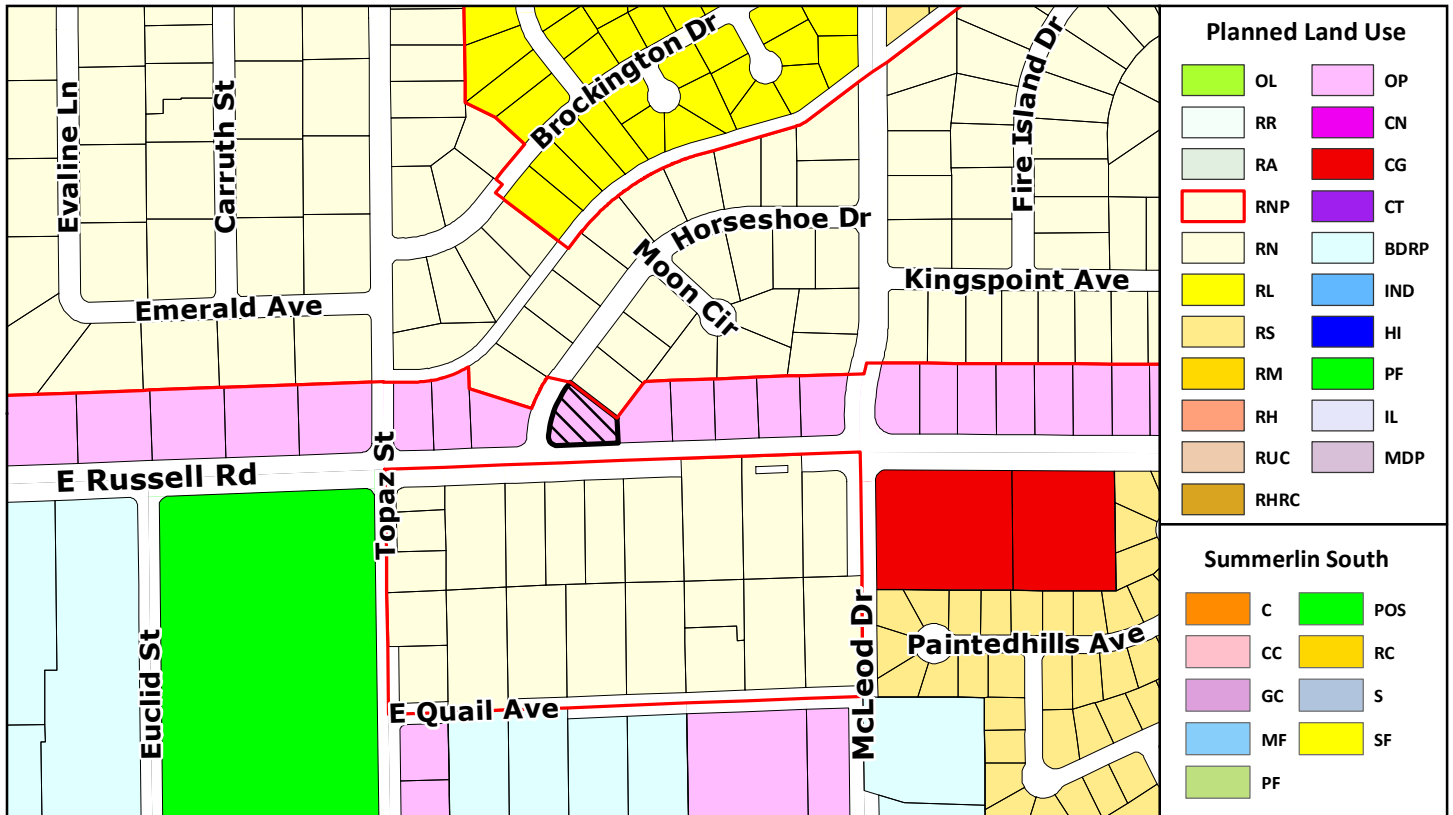 Evaline Ln
Carruth St
Brockington Dr
Fire Island Dr
Horseshoe Dr
Moon Cir
Kingspoint Ave
Emerald Ave
E Russell Rd
Topaz St
Euclid St
E Quail Ave
McLeod Dr
Paintedhills Ave
Planned Land Use
OL
OP
RR
CN
RA
CG
RNP
CT
RN
BDRP
RL
IND
RS
HI
RM
PF
RH
IL
RUC
MDP
RHRC
Summerlin South
C
POS
CC
RC
GC
S
MF
SF
PF